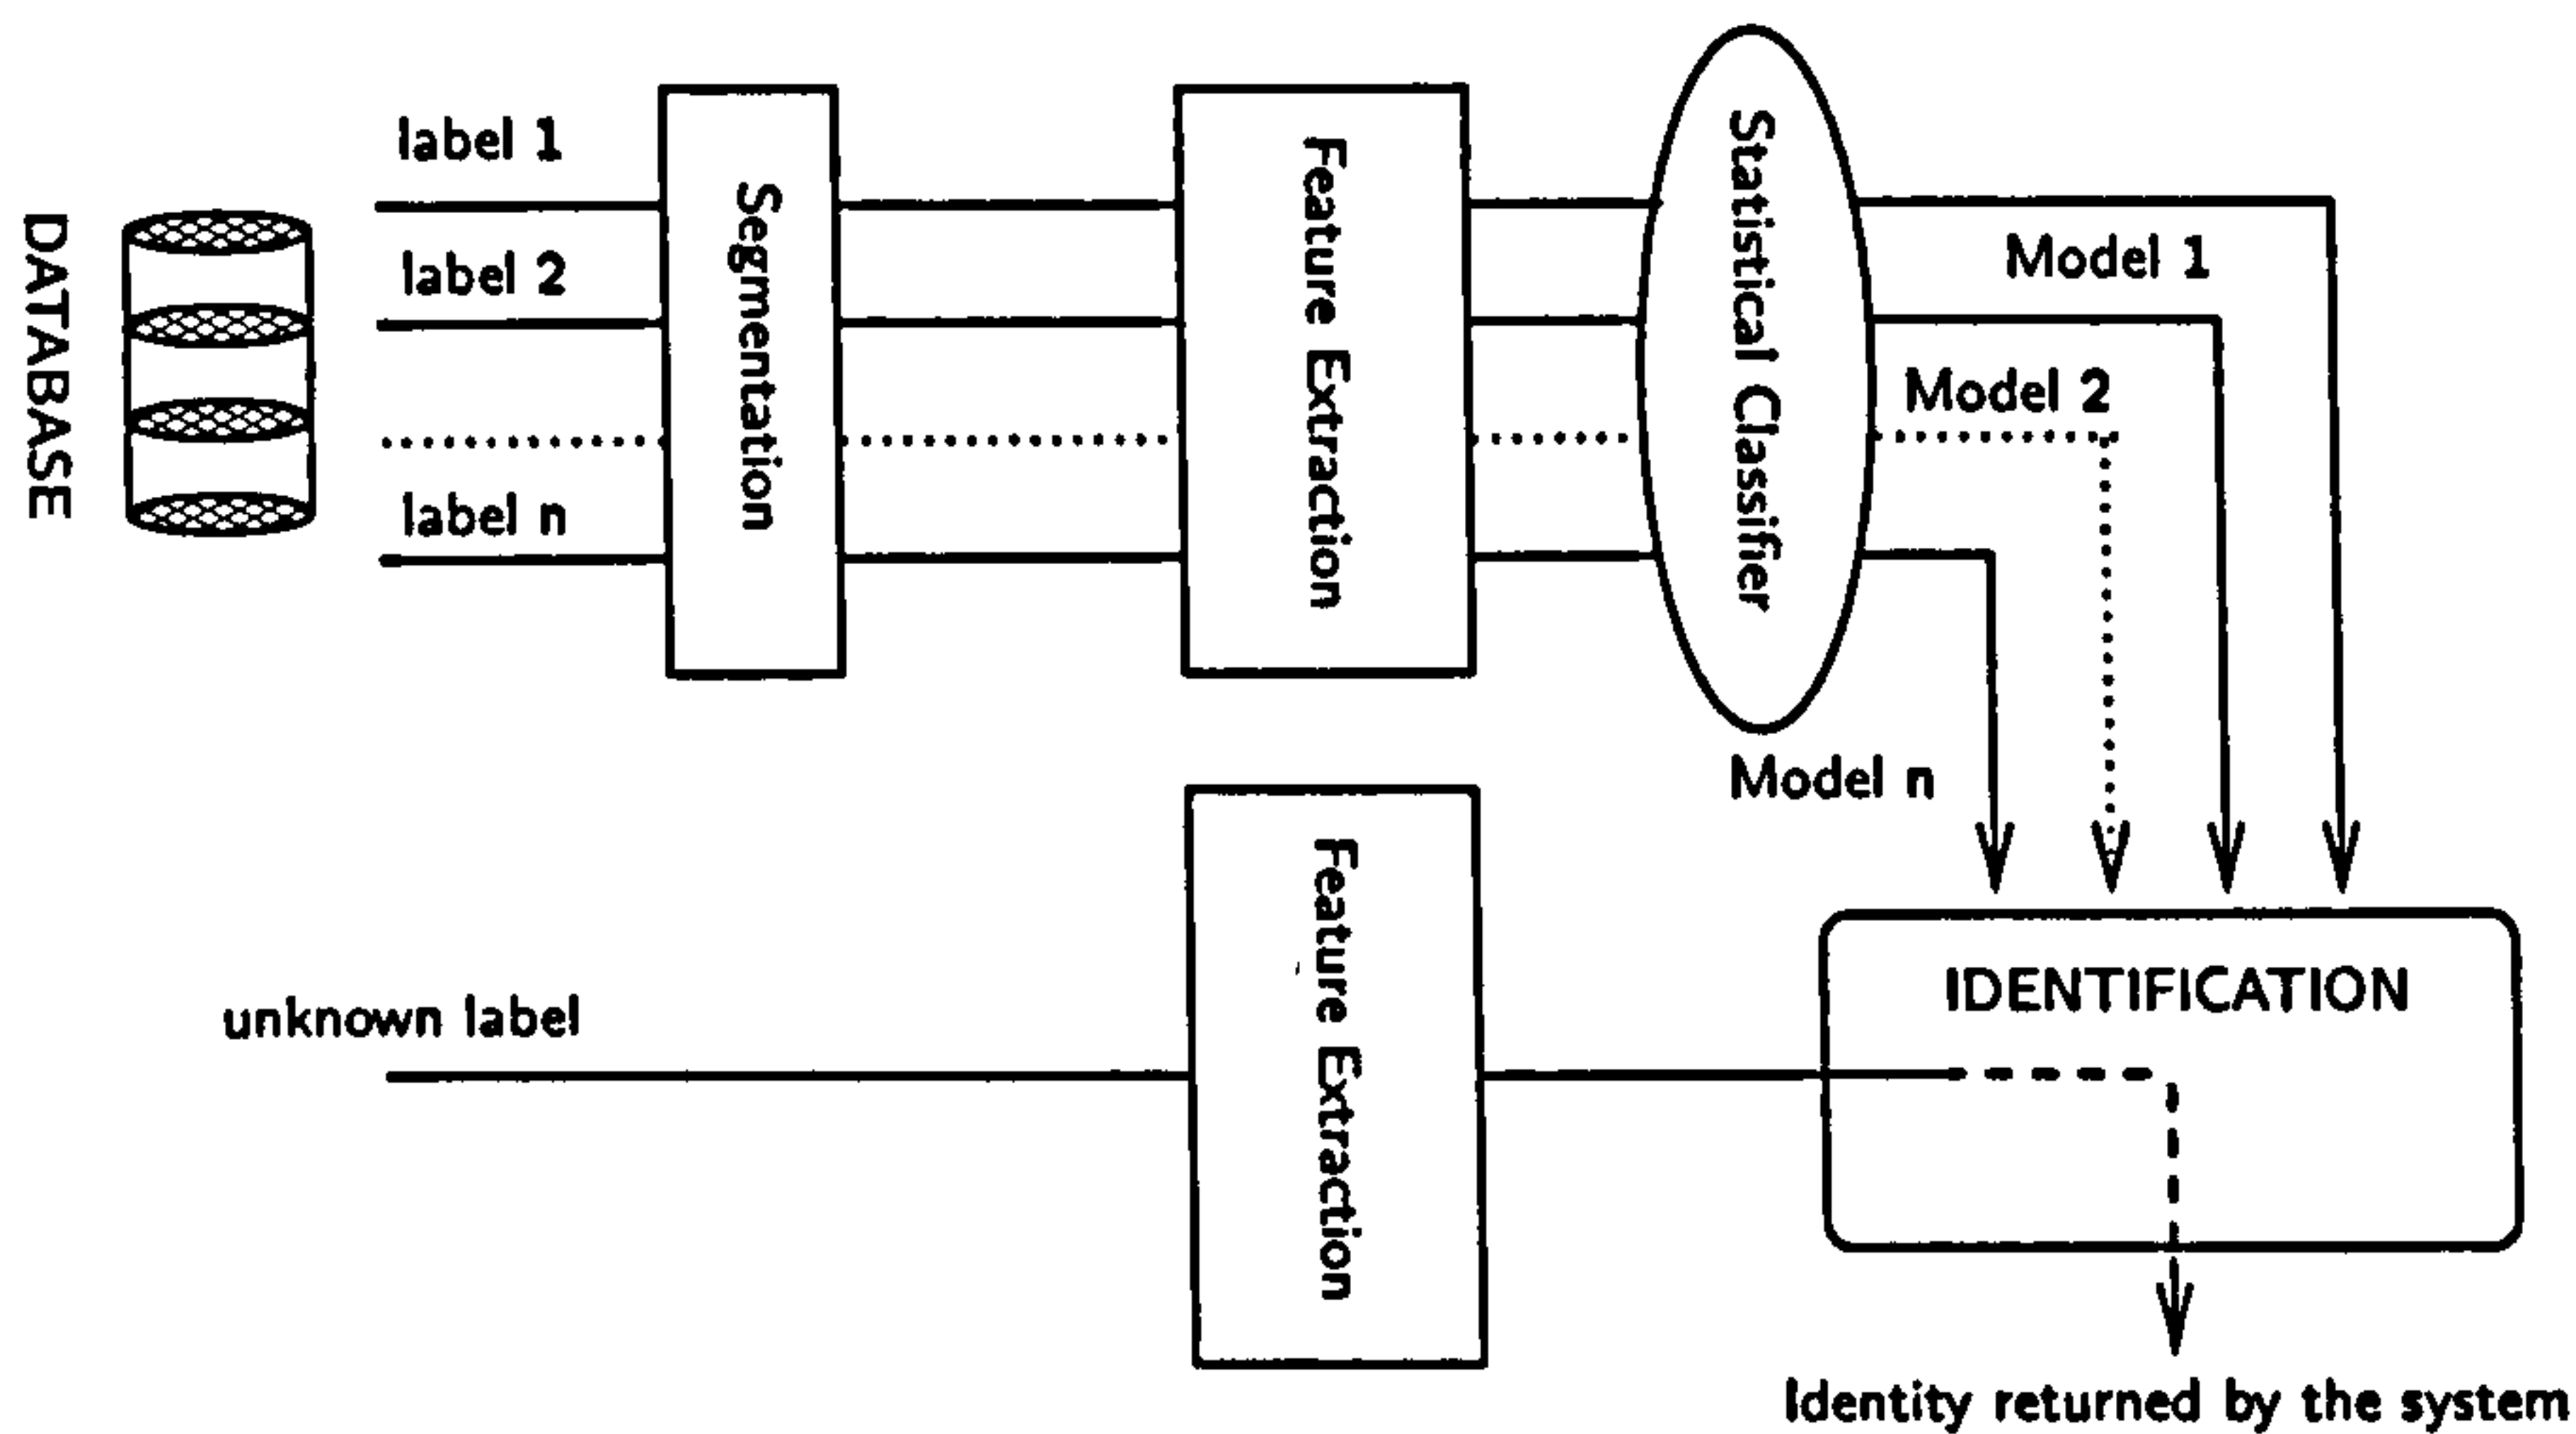 DATABASE
label 1
label 2
label n
Segmentation
Feature Extraction
Statistical Classifier
Model 1
Model 2
Model n
unknown label
Feature Extraction
IDENTIFICATION
Identity returned by the system